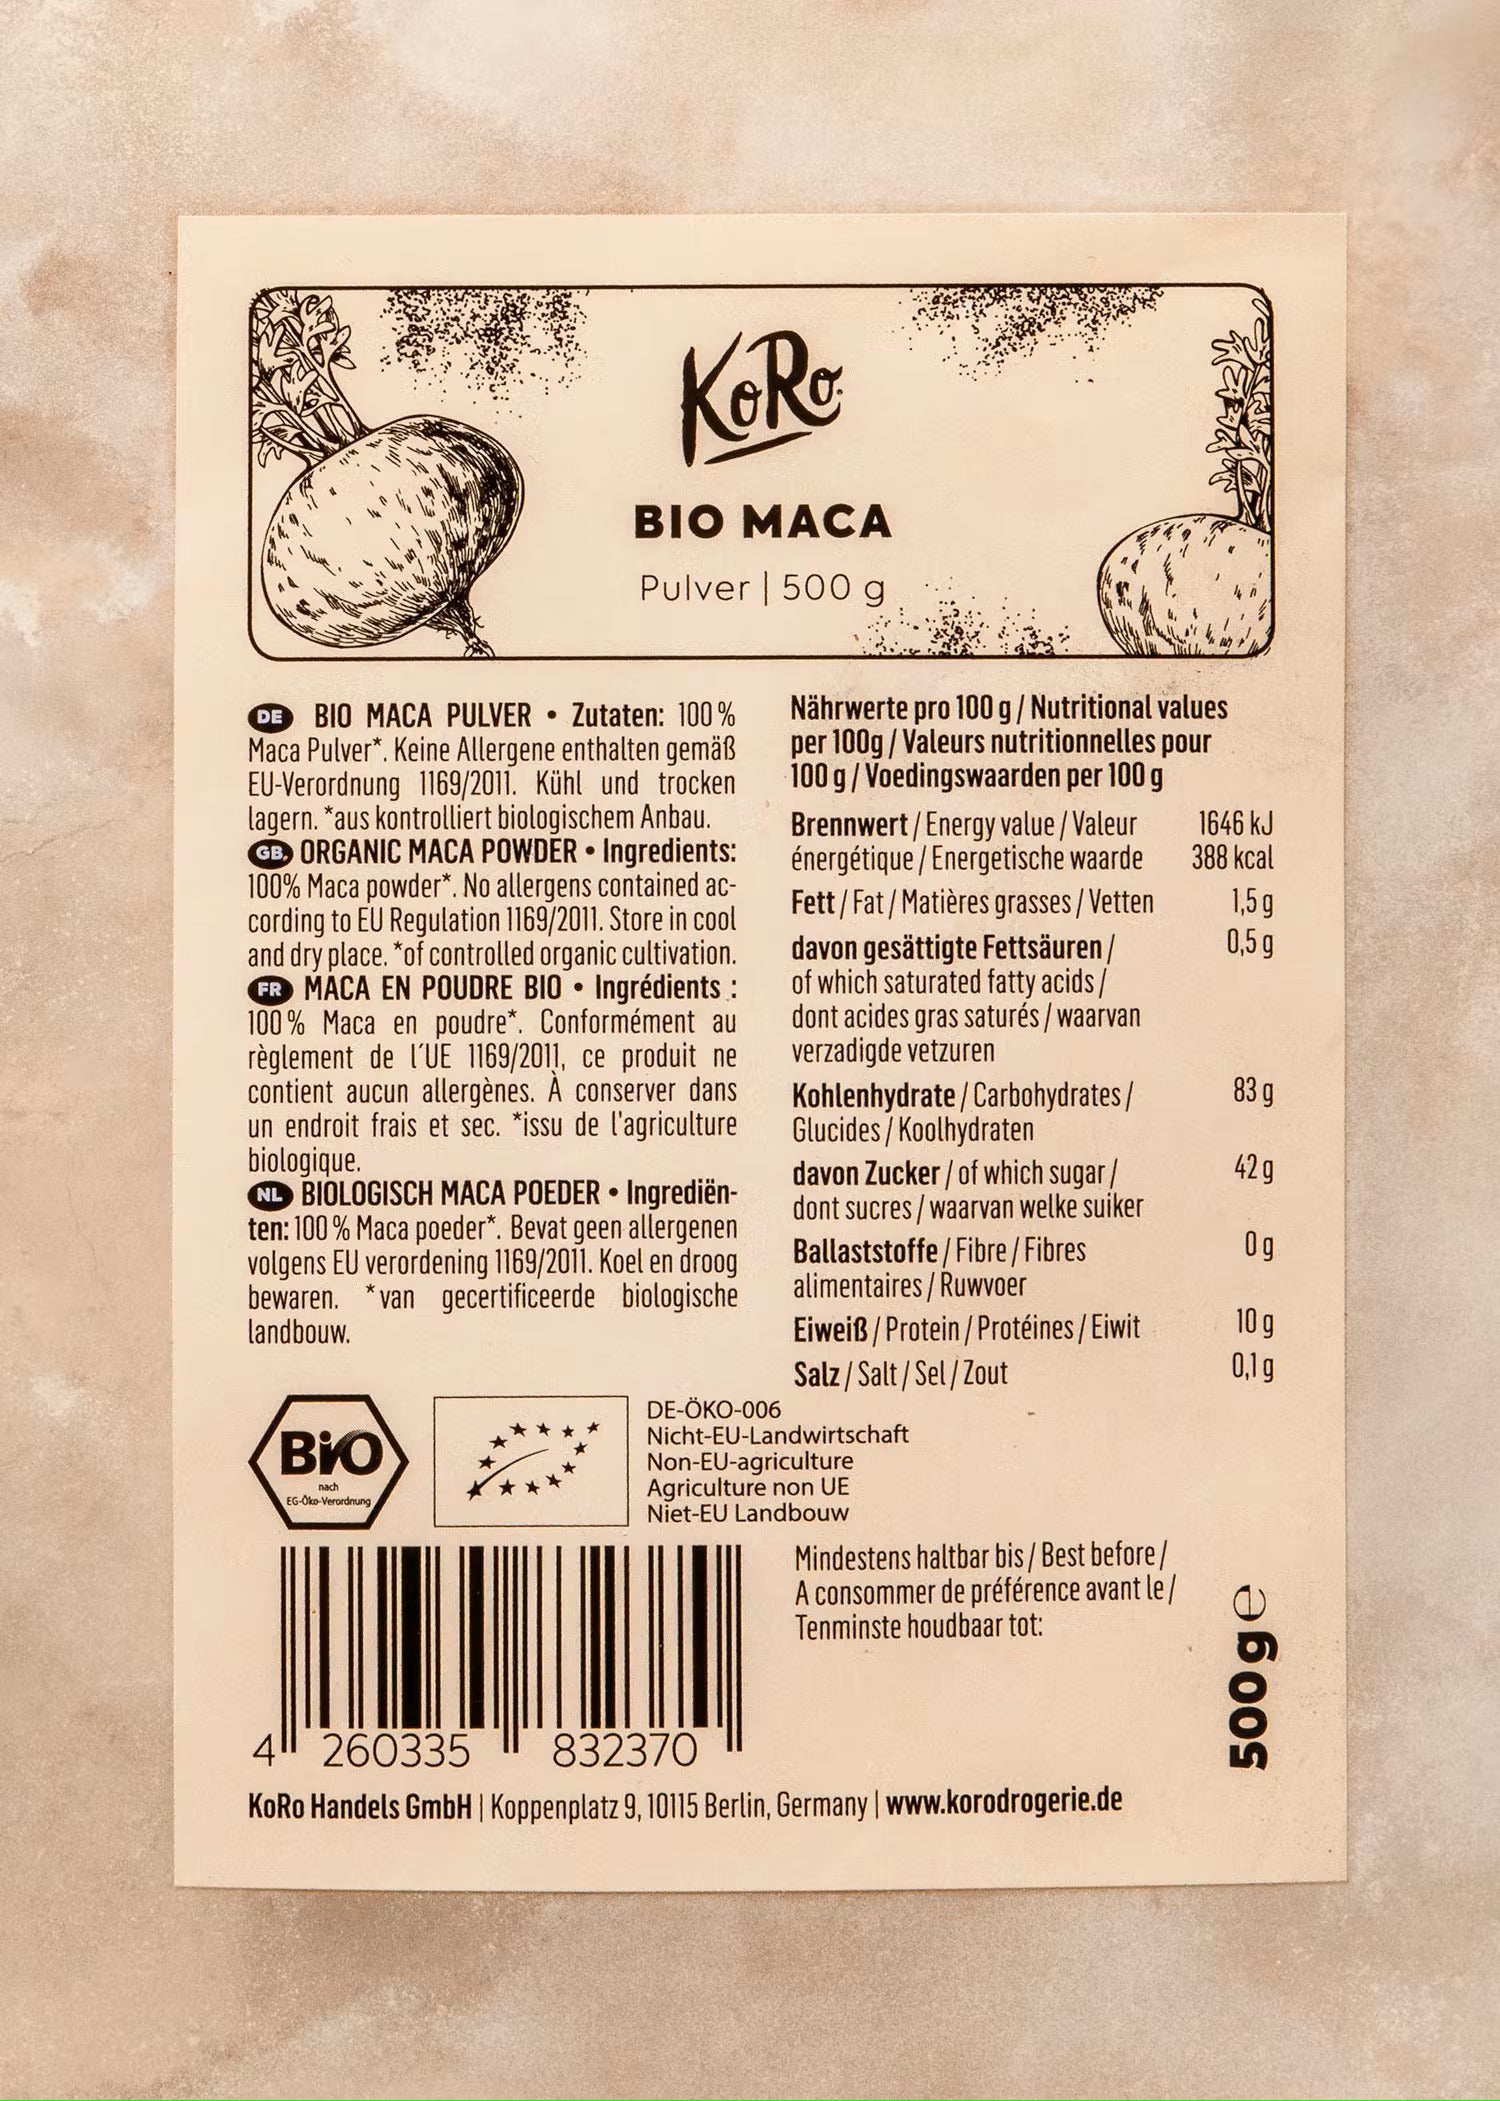 KoRo
BIO MACA
Pulver | 500 g
DE BIO MACA PULVER • Zutaten: 100 %
Maca Pulver*. Keine Allergene enthalten gemäß
EU-Verordnung 1169/2011. Kühl und trocken
lagern. *aus kontrolliert biologischem Anbau.
GB ORGANIC MACA POWDER • Ingredients:
100% Maca powder*. No allergens contained ac-
cording to EU Regulation 1169/2011. Store in cool
and dry place. *of controlled organic cultivation.
FR MACA EN POUDRE BIO • Ingrédients :
100 % Maca en poudre*. Conformément au
règlement de l´UE 1169/2011, ce produit ne
contient aucun allergènes. À conserver dans
un endroit frais et sec. *issu de l'agriculture
biologique.
NL BIOLOGISCH MACA POEDER • Ingrediën-
ten: 100 % Maca poeder*. Bevat geen allergenen
volgens EU verordening 1169/2011. Koel en droog
bewaren. *van gecertificeerde biologische
landbouw.
Nährwerte pro 100 g / Nutritional values
per 100g / Valeurs nutritionnelles pour
100 g / Voedingswaarden per 100 g
Brennwert / Energy value / Valeur 1646 kJ
énergétique / Energetische waarde 388 kcal
Fett / Fat / Matières grasses / Vetten 1,5 g
davon gesättigte Fettsäuren / 0,5 g
of which saturated fatty acids /
dont acides gras saturés / waarvan
verzadigde vetzuren
Kohlenhydrate / Carbohydrates / 83 g
Glucides / Koolhydraten
davon Zucker / of which sugar / 42 g
dont sucres / waarvan welke suiker
Ballaststoffe / Fibre / Fibres 0 g
alimentaires / Ruwvoer
Eiweiß / Protein / Protéines / Eiwit 10 g
Salz / Salt / Sel / Zout 0,1 g
Bio
nach
EG-Öko-Verordnung
DE-ÖKO-006
Nicht-EU-Landwirtschaft
Non-EU-agriculture
Agriculture non UE
Niet-EU Landbouw
Mindestens haltbar bis / Best before /
A consommer de préférence avant le /
Tenminste houdbaar tot:
500g e
4 260335 832370
KoRo Handels GmbH | Koppenplatz 9, 10115 Berlin, Germany | www.korodrogerie.de